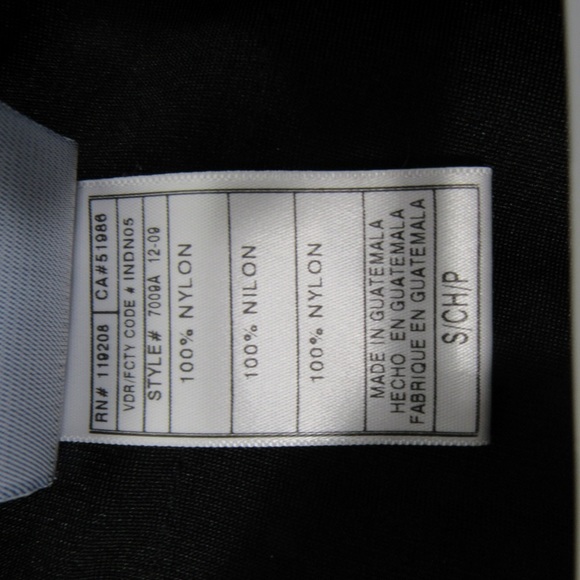 RN# 119208 CA#51986
VDR/FCTY CODE # INDN05
STYLE# 7009A 12-09
100% NYLON
100% NILON
100% NYLON
MADE IN GUATEMALA
HECHO EN GUATEMALA
FABRIQUE EN GUATEMALA
S/CH/P